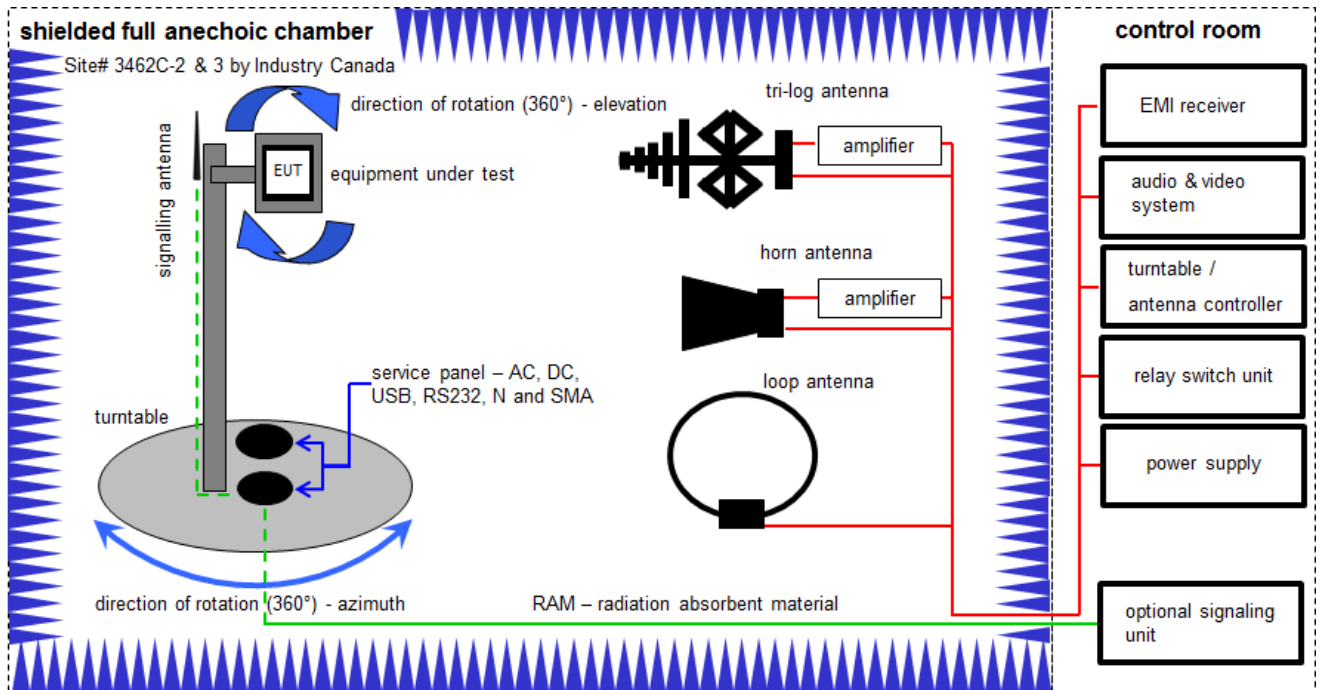 shielded full anechoic chamber
Site# 3462C-2 & 3 by Industry Canada
direction of rotation (360°) - elevation
signalling antenna
EUT
equipment under test
tri-log antenna
amplifier
horn antenna
amplifier
loop antenna
service panel – AC, DC,
USB, RS232, N and SMA
turntable
direction of rotation (360°) - azimuth
RAM – radiation absorbent material
control room
EMI receiver
audio & video
system
turntable /
antenna controller
relay switch unit
power supply
optional signaling
unit